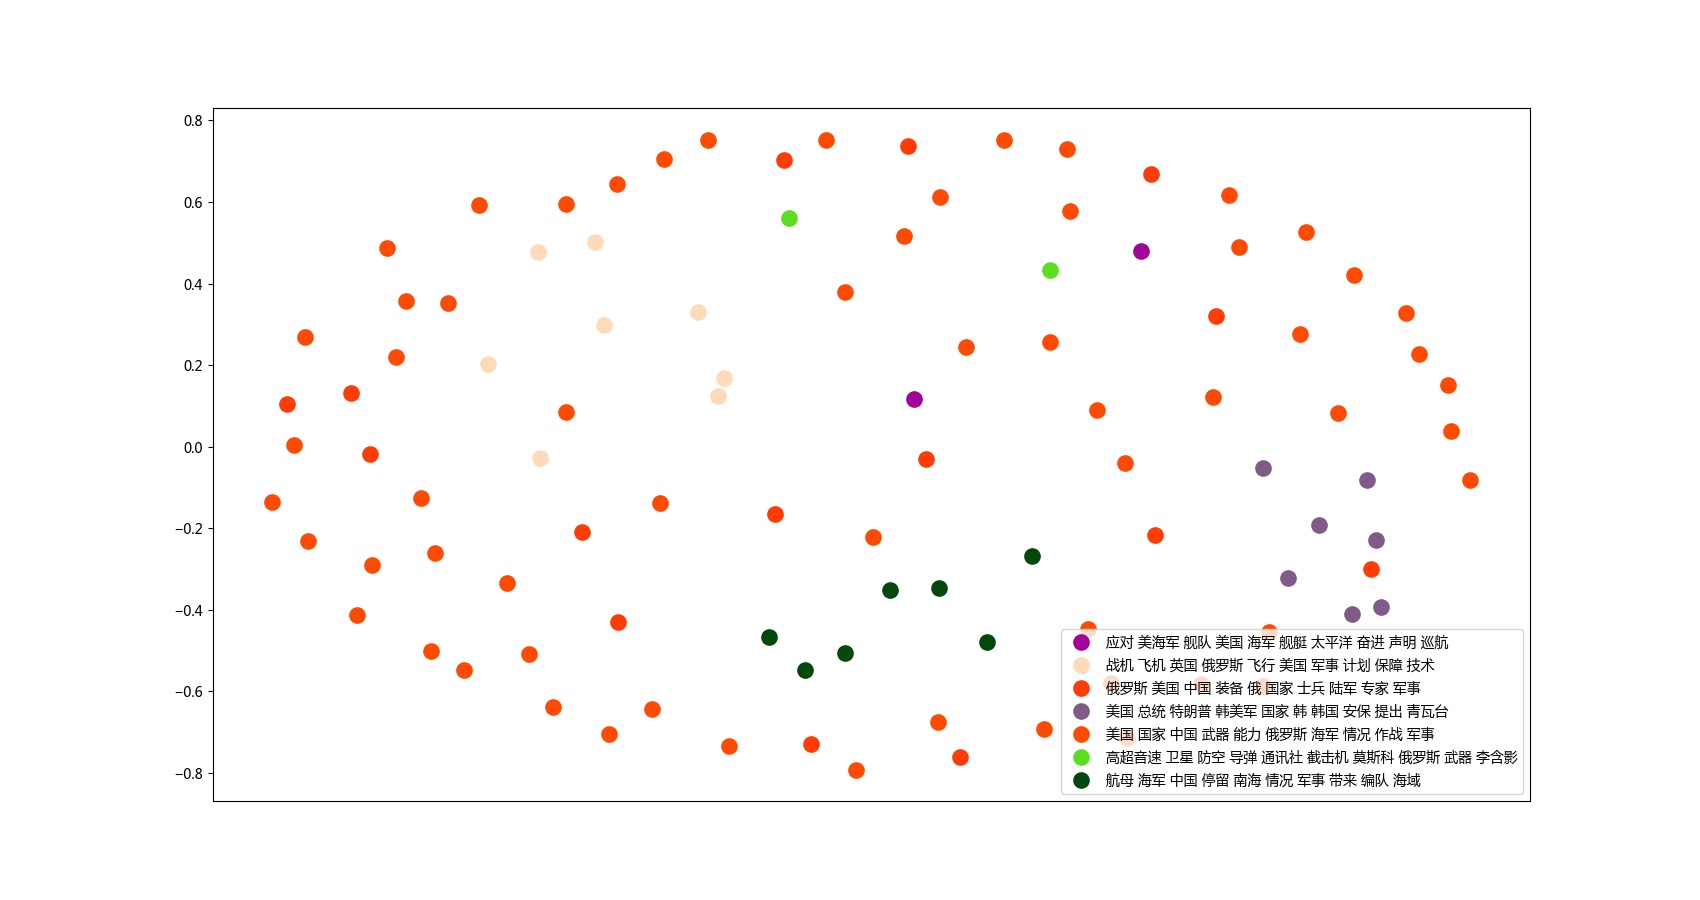 0.8
0.6
0.4
0.2
0.0
−0.2
−0.4
−0.6
−0.8
应对 美海军 舰队 美国 海军 舰艇 太平洋 奋进 声明 巡航
战机 飞机 英国 俄罗斯 飞行 美国 军事 计划 保障 技术
俄罗斯 美国 中国 装备 俄 国家 士兵 陆军 专家 军事
美国 总统 特朗普 韩美军 国家 韩 韩国 安保 提出 青瓦台
美国 国家 中国 武器 能力 俄罗斯 海军 情况 作战 军事
高超音速 卫星 防空 导弹 通讯社 截击机 莫斯科 俄罗斯 武器 李含影
航母 海军 中国 停留 南海 情况 军事 带来 编队 海域